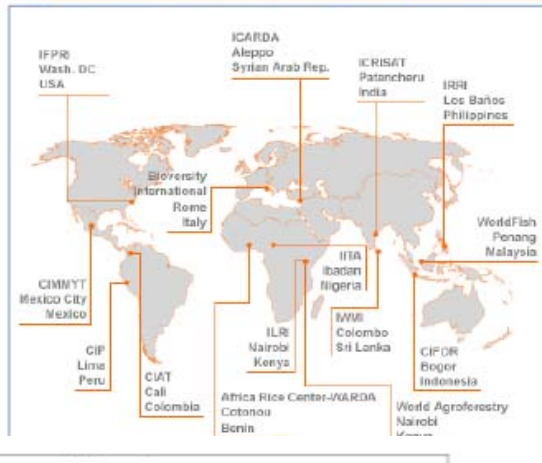 IFPRI
Wash. DC
USA
ICARDA
Aleppo
Syrian Arab Rep.
ICRISAT
Patancheru
India
IRRI
Los Baños
Philippines
Bioversity
International
Rome
Italy
WorldFish
Penang
Malaysia
CIMMYT
Mexico City
Mexico
IITA
Ibadan
Nigeria
CIP
Lima
Peru
CIAT
Cali
Colombia
ILRI
Nairobi
Kenya
IWMI
Colombo
Sri Lanka
CIFOR
Bogor
Indonesia
Africa Rice Center-WARDA
Cotonou
Benin
World Agroforestry
Nairobi
Kenya